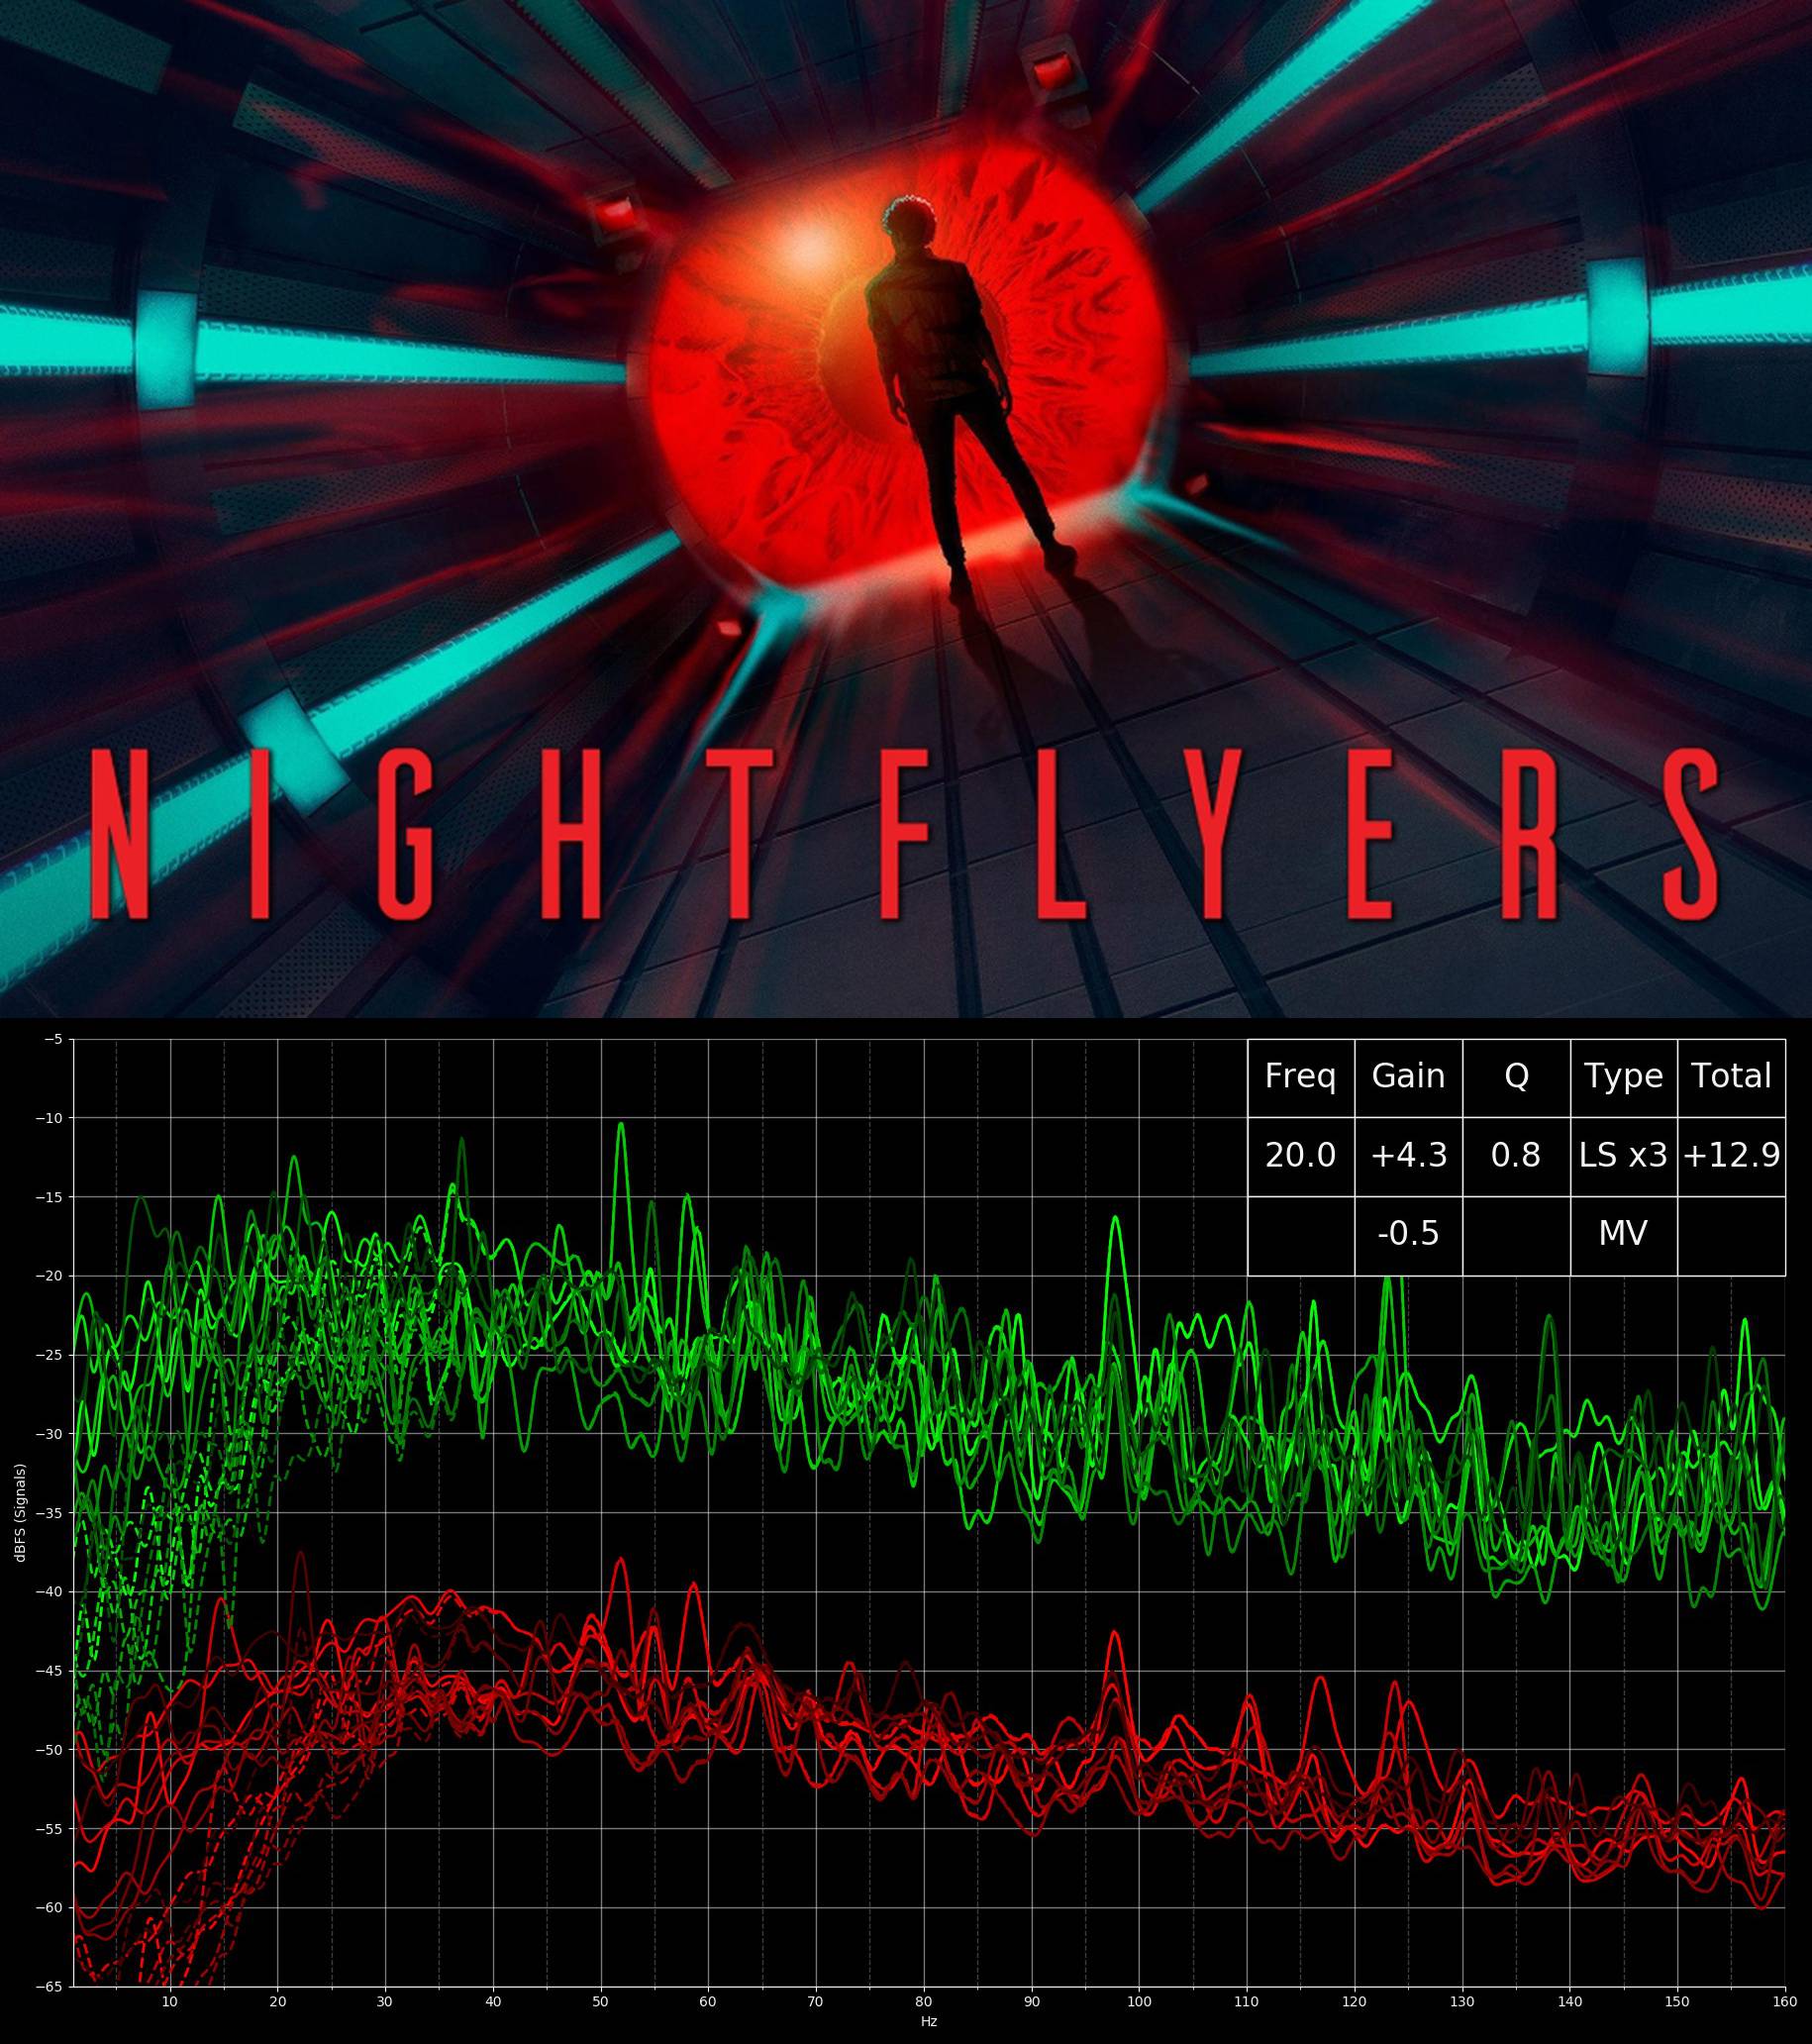 NIGHTFLYERS
Freq Gain Q Type Total
20.0 +4.3 0.8 LS x3 +12.9
-0.5 MV
−5
−10
−15
−20
−25
−30
−35
−40
−45
−50
−55
−60
−65
dBFS (Signals)
10 20 30 40 50 60 70 80 90 100 110 120 130 140 150 160
Hz